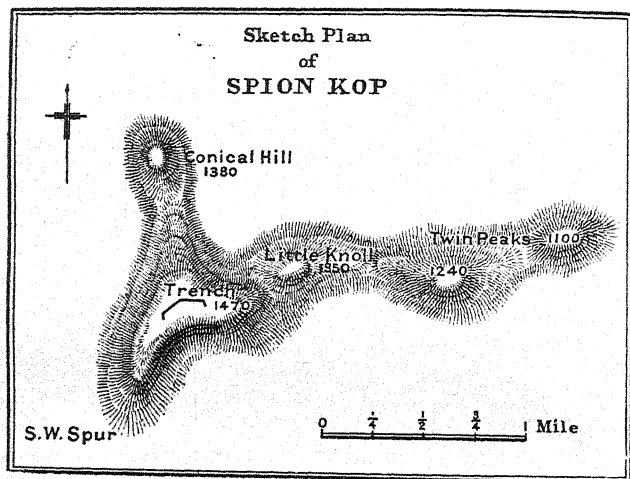 Sketch Plan
of
SPION KOP
Conical Hill
1380
Twin Peaks
1100
Little Knoll
1350
1240
Trench
1470
0 1/4 1/2 3/4 1 Mile
S.W. Spur